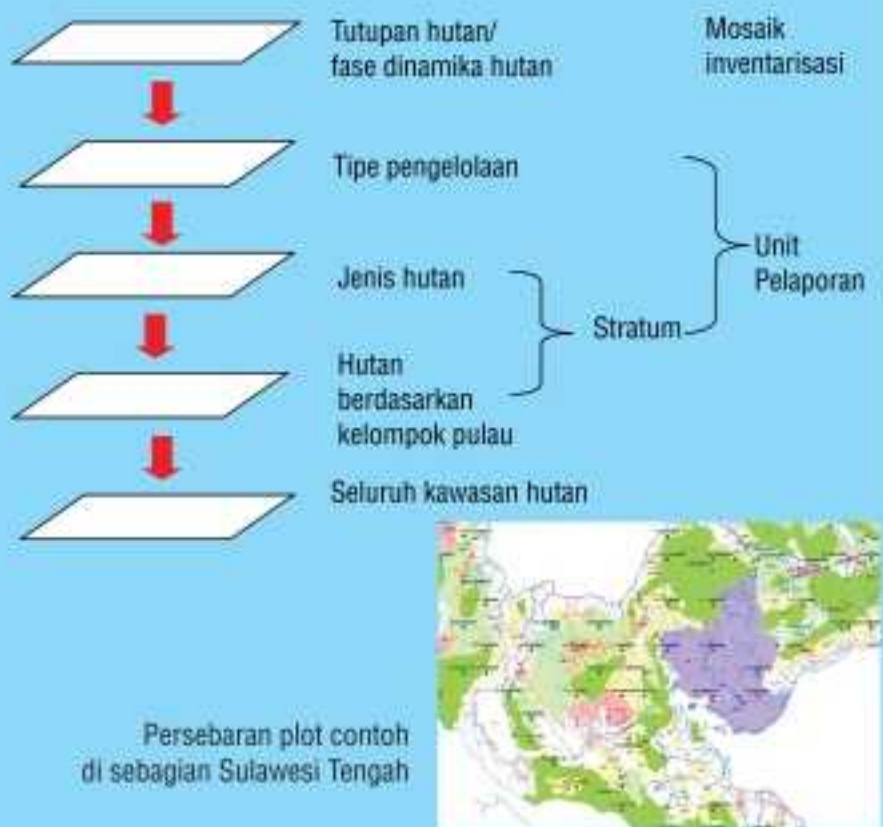 Tutupan hutan/
fase dinamika hutan
Mosaik
inventarisasi
Tipe pengelolaan
Unit
Pelaporan
Jenis hutan
Stratum
Hutan
berdasarkan
kelompok pulau
Seluruh kawasan hutan
Persebaran plot contoh
di sebagian Sulawesi Tengah